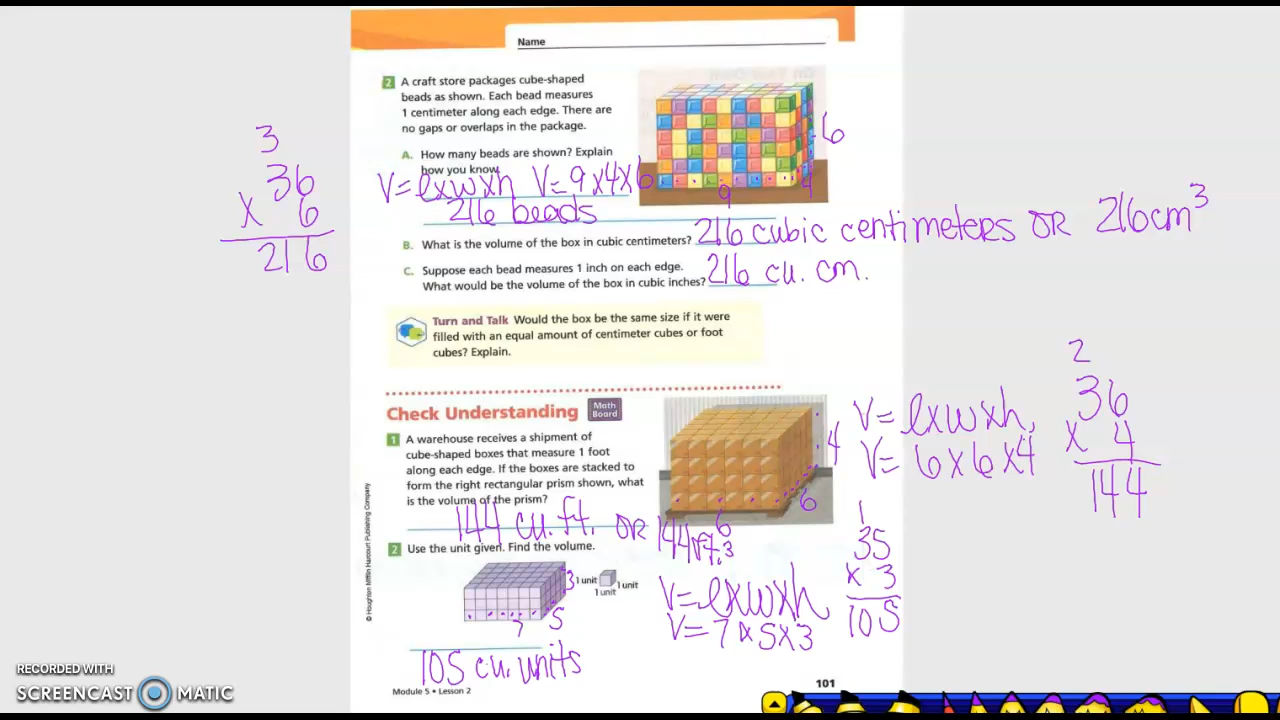 Name
2 A craft store packages cube-shaped
beads as shown. Each bead measures
1 centimeter along each edge. There are
no gaps or overlaps in the package.
6
9
4
A. How many beads are shown? Explain
how you know.
V= lxwxh V= 9x4x6
216 beads
3
36
x 6
216
B. What is the volume of the box in cubic centimeters? 216 cubic centimeters OR 216cm³
C. Suppose each bead measures 1 inch on each edge.
What would be the volume of the box in cubic inches? 216 cu. cm.
Turn and Talk Would the box be the same size if it were
filled with an equal amount of centimeter cubes or foot
cubes? Explain.
Check Understanding Math Board
1 A warehouse receives a shipment of
cube-shaped boxes that measure 1 foot
along each edge. If the boxes are stacked to
form the right rectangular prism shown, what
is the volume of the prism?
4
6
6
V= lxwxh
V= 6x6x4
2
36
x 4
144
144 cu. ft. OR 144 ft.3
2 Use the unit given. Find the volume.
1 unit
1 unit
1 unit
3
5
7
V= lxwxh
V= 7x5x3
1
35
x 3
105
105 cu. units
Module 5 • Lesson 2
101
© Houghton Mifflin Harcourt Publishing Company
RECORDED WITH
SCREENCAST MATIC